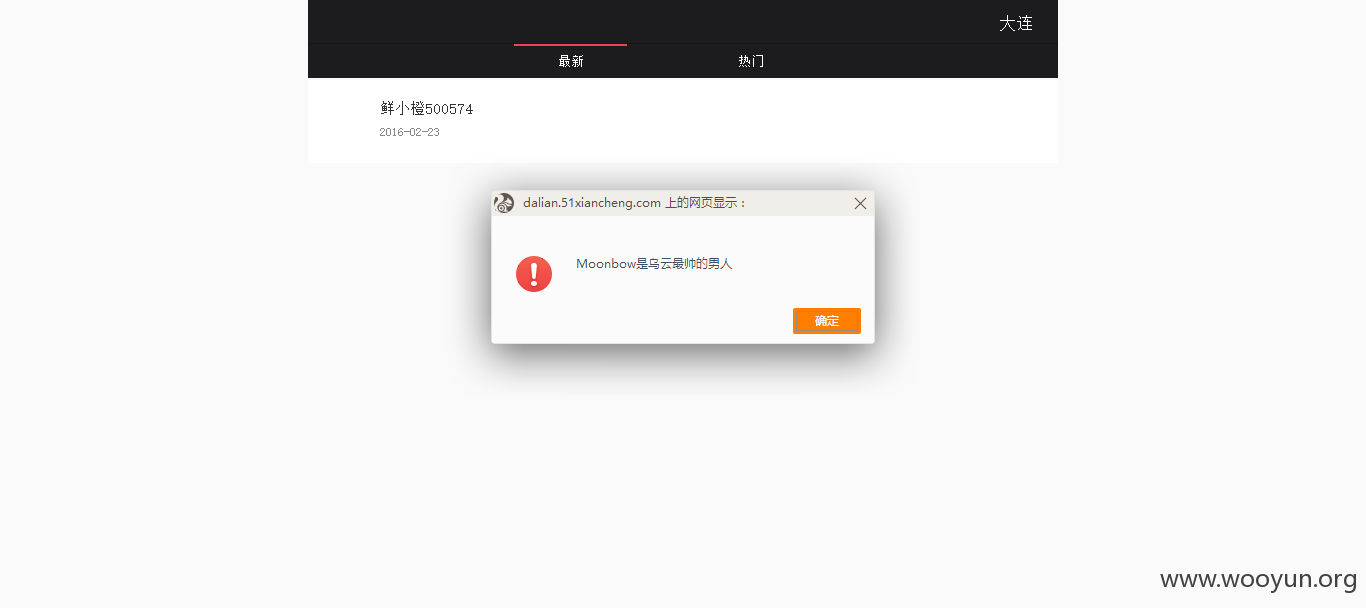 大连
最新
热门
鲜小橙500574
2016-02-23
dalian.51xiancheng.com 上的网页显示：
Moonbow是乌云最帅的男人
确定
www.wooyun.org